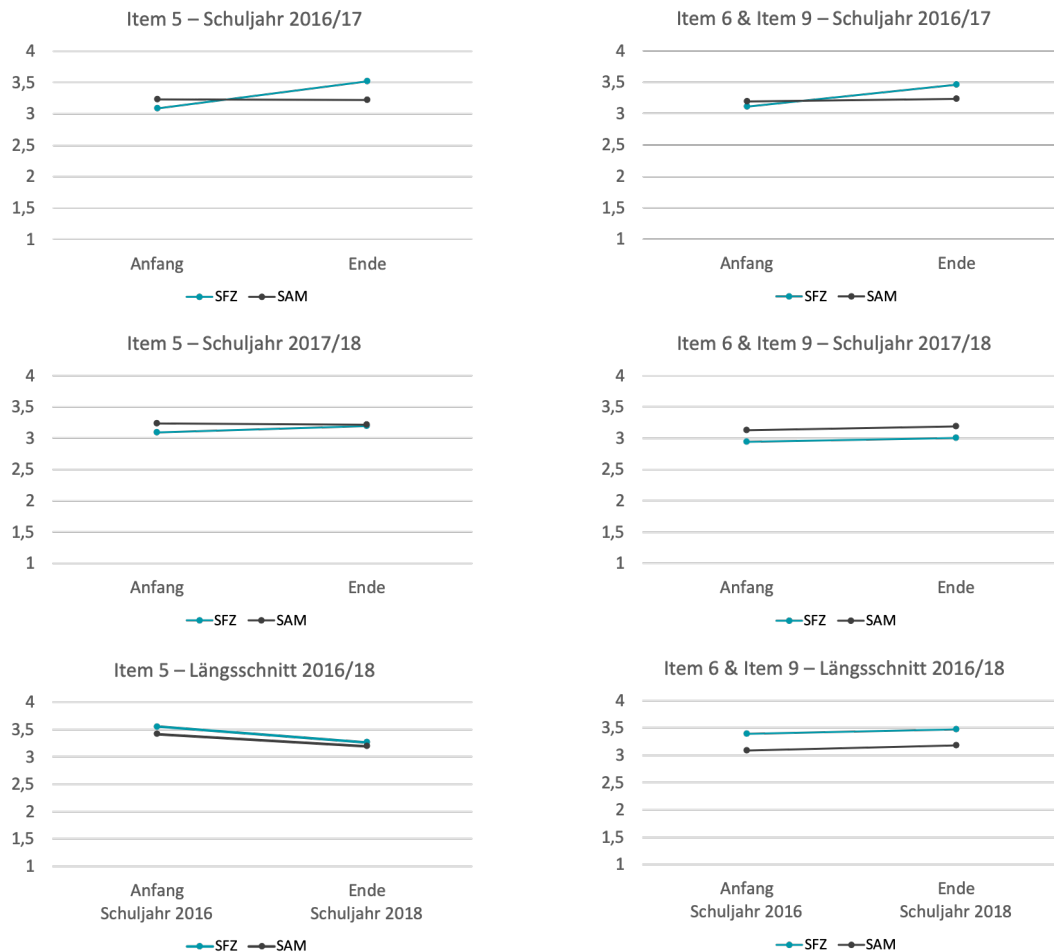 Item 5 – Schuljahr 2016/17
4
3,5
3
2,5
2
1,5
1
Anfang Ende
SFZ SAM
Item 6 & Item 9 – Schuljahr 2016/17
4
3,5
3
2,5
2
1,5
1
Anfang Ende
SFZ SAM
Item 5 – Schuljahr 2017/18
4
3,5
3
2,5
2
1,5
1
Anfang Ende
SFZ SAM
Item 6 & Item 9 – Schuljahr 2017/18
4
3,5
3
2,5
2
1,5
1
Anfang Ende
SFZ SAM
Item 5 – Längsschnitt 2016/18
4
3,5
3
2,5
2
1,5
1
Anfang Ende
Schuljahr 2016 Schuljahr 2018
SFZ SAM
Item 6 & Item 9 – Längsschnitt 2016/18
4
3,5
3
2,5
2
1,5
1
Anfang Ende
Schuljahr 2016 Schuljahr 2018
SFZ SAM